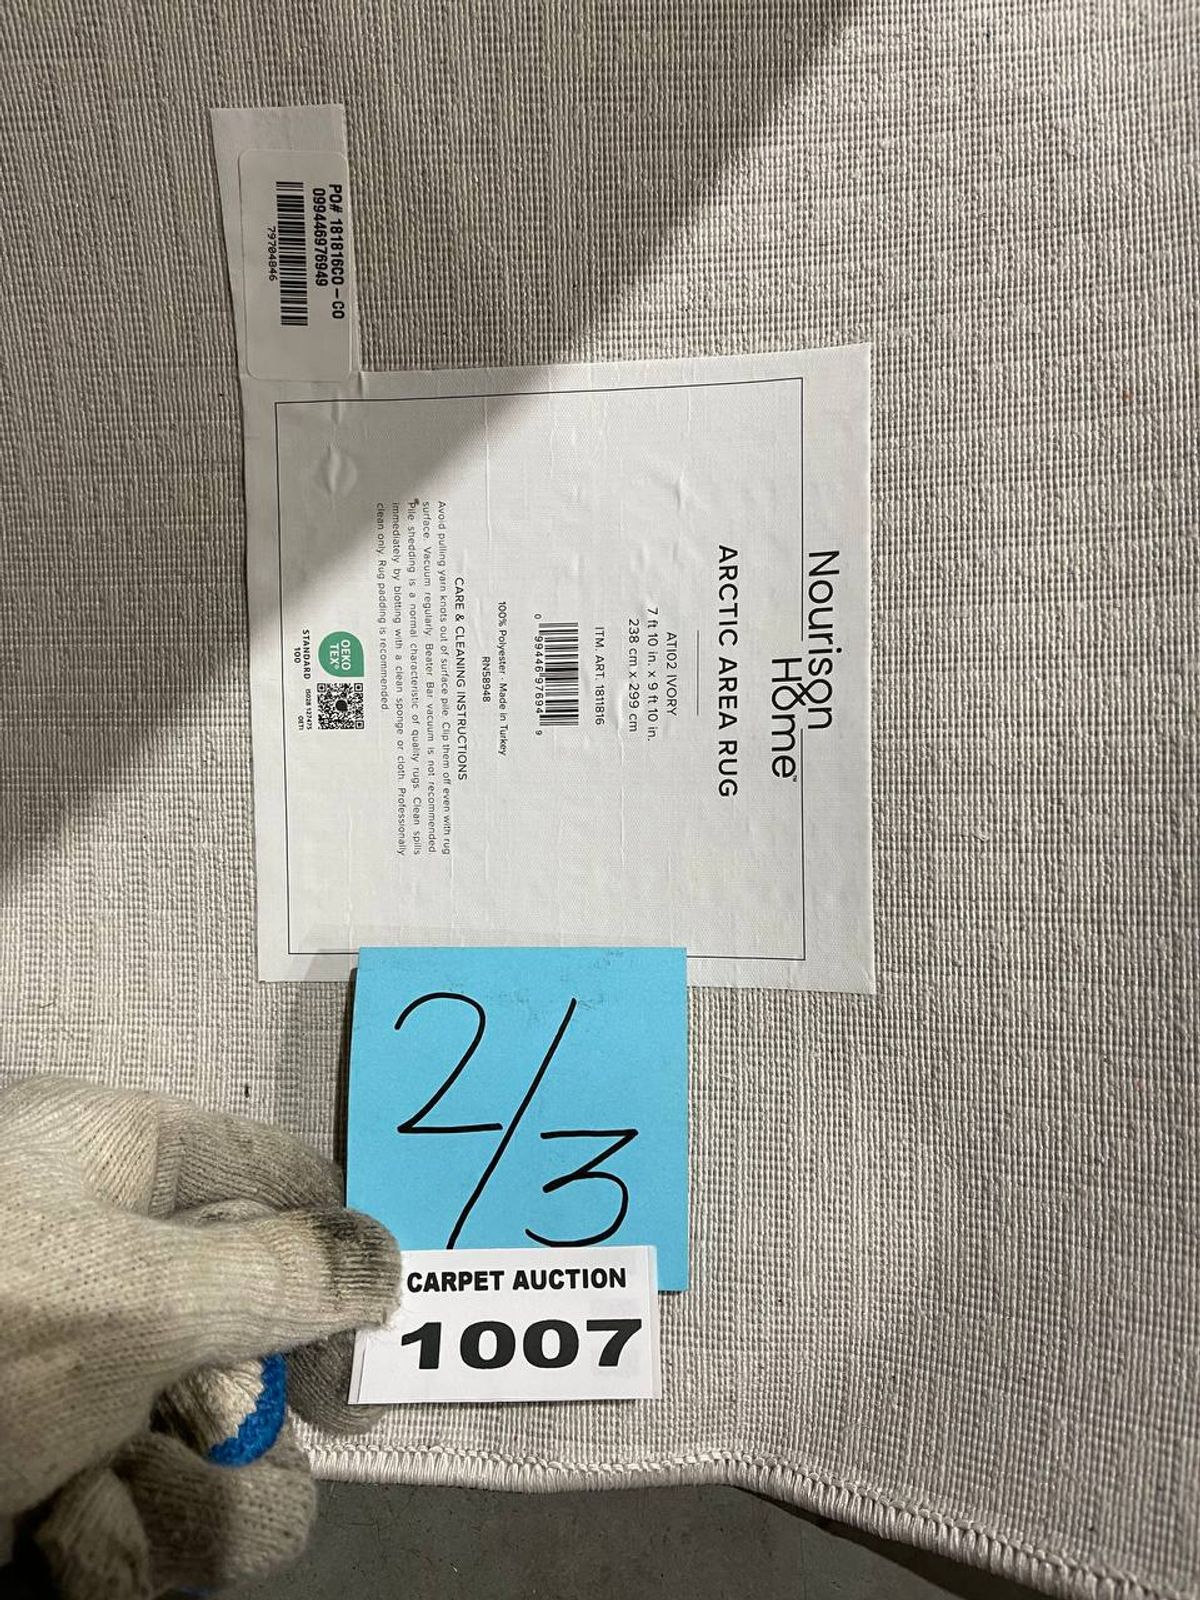 PO# 181816CO-CO
099446976949
79704846
Nourison
Home™
ARCTIC AREA RUG
ATI02 IVORY
7 ft 10 in. x 9 ft 10 in.
238 cm x 299 cm
ITM. ART. 1811816
0 99446 97694 9
100% Polyester · Made in Turkey
RN58948
CARE & CLEANING INSTRUCTIONS
Avoid pulling yarn knots out of surface pile. Clip them off even with rug
surface. Vacuum regularly. Beater Bar vacuum is not recommended.
Pile shedding is a normal characteristic of quality rugs. Clean spills
immediately by blotting with a clean sponge or cloth. Professionally
clean only. Rug padding is recommended.
OEKO
TEX®
STANDARD
100
OETI
2/3
CARPET AUCTION
1007